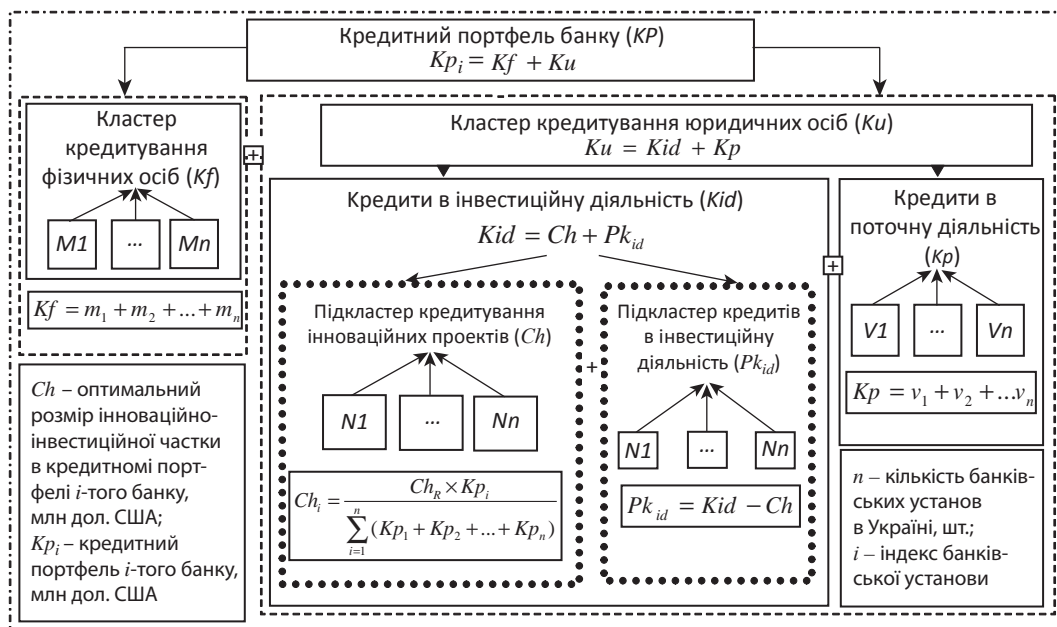 Кредитний портфель банку (KP)
Kp_i = Kf + Ku
Кластер
кредитування
фізичних осіб (Kf)
M1
...
Mn
Kf = m_1 + m_2 + ... + m_n
+
Кластер кредитування юридичних осіб (Ku)
Ku = Kid + Kp
Kредити в інвестиційну діяльність (Kid)
Kid = Ch + Pk_id
Підкластер кредитування
інноваційних проектів (Ch)
N1
...
Nn
Ch_i = \frac{Ch_R × Kp_i}{\sum_{i=1}^{n} (Kp_1 + Kp_2 + ... + Kp_n)}
+
Підкластер кредитів
в інвестиційну
діяльність (Pk_id)
N1
...
Nn
Pk_id = Kid – Ch
+
Кредити в
поточну діяльність
(Kp)
V1
...
Vn
Kp = v_1 + v_2 + ...v_n
Ch – оптимальний
розмір інноваційно-
інвестиційної частки
в кредитномі порт-
фелі i-того банку,
млн дол. США;
Kp_i – кредитний
портфель i-того банку,
млн дол. США
n – кількість банків-
ських установ
в Україні, шт.;
i – індекс банків-
ської установи